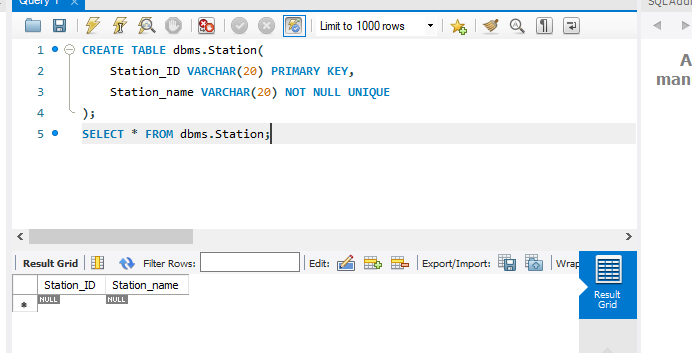 Query 1
SQLAdd
Limit to 1000 rows
1 CREATE TABLE dbms.Station(
2 Station_ID VARCHAR(20) PRIMARY KEY,
3 Station_name VARCHAR(20) NOT NULL UNIQUE
4 );
5 SELECT * FROM dbms.Station;
A
man
Result Grid Filter Rows: Edit: Export/Import: Wrap
Station_ID Station_name
NULL NULL
Result
Grid